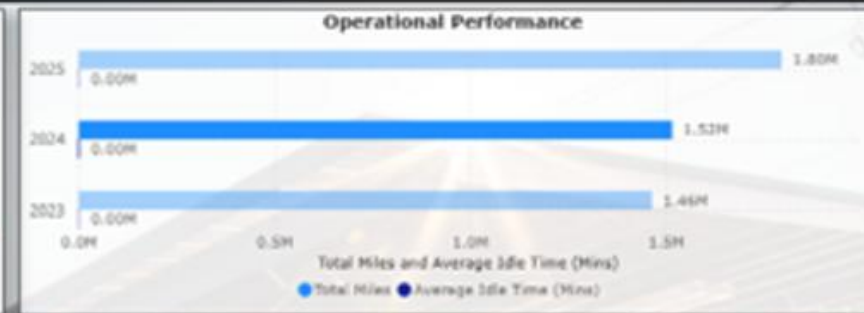 Operational Performance
2025
1.80M
0.00M
2024
1.52M
0.00M
2023
1.46M
0.00M
0.0M 0.5M 1.0M 1.5M
Total Miles and Average Idle Time (Mins)
Total Miles Average Idle Time (Mins)